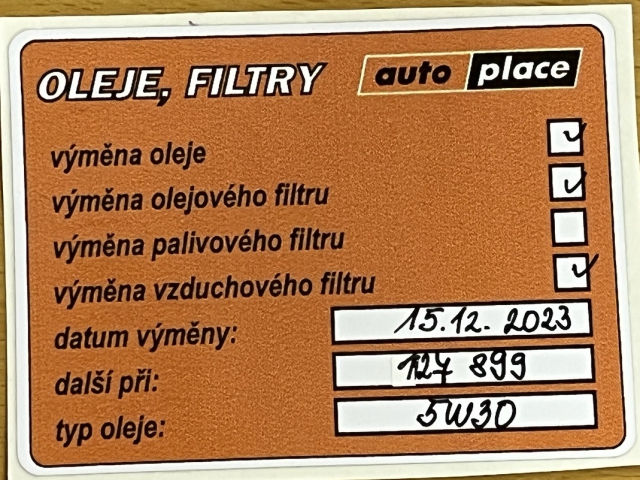 OLEJE, FILTRY auto place
výměna oleje
výměna olejového filtru
výměna palivového filtru
výměna vzduchového filtru
datum výměny: 15.12. 2023
další při: 127 899
typ oleje: 5W30